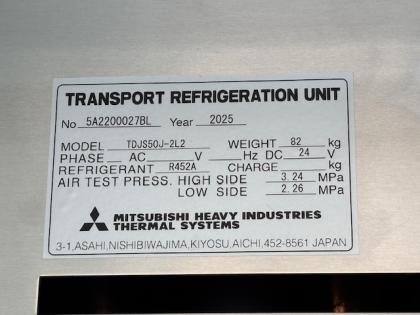 TRANSPORT REFRIGERATION UNIT
No 5A2200027BL Year 2025
MODEL TDJS50J-2L2 WEIGHT 82 kg
PHASE AC V Hz DC 24 V
REFRIGERANT R452A CHARGE kg
AIR TEST PRESS. HIGH SIDE 3.24 MPa
LOW SIDE 2.26 MPa
MITSUBISHI HEAVY INDUSTRIES
THERMAL SYSTEMS
3-1,ASAHI,NISHIBIWAJIMA,KIYOSU,AICHI,452-8561 JAPAN